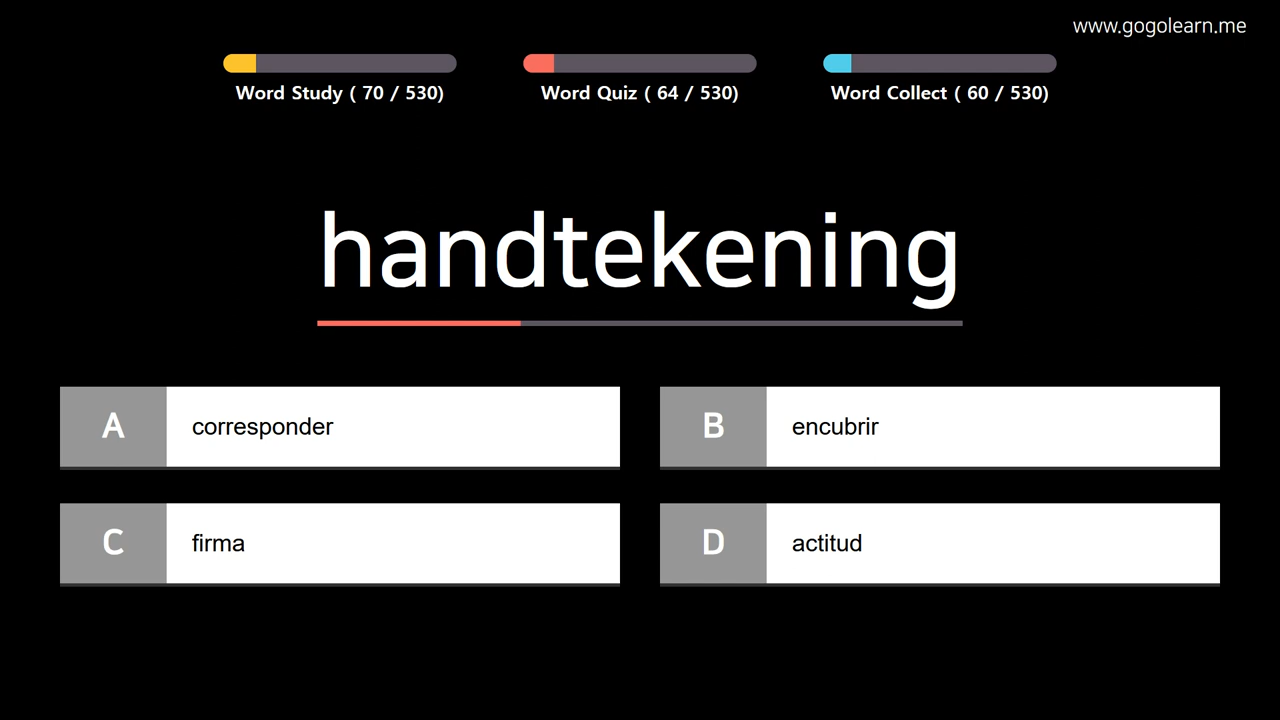 www.gogolearn.me
Word Study ( 70 / 530)
Word Quiz ( 64 / 530)
Word Collect ( 60 / 530)
handtekening
A corresponder
B encubrir
C firma
D actitud